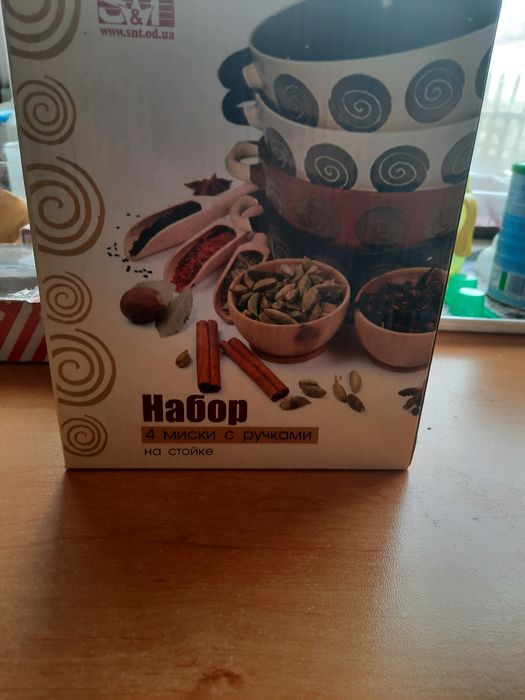 &
www.snt.od.ua
Набор
4 миски с ручками
на стойке